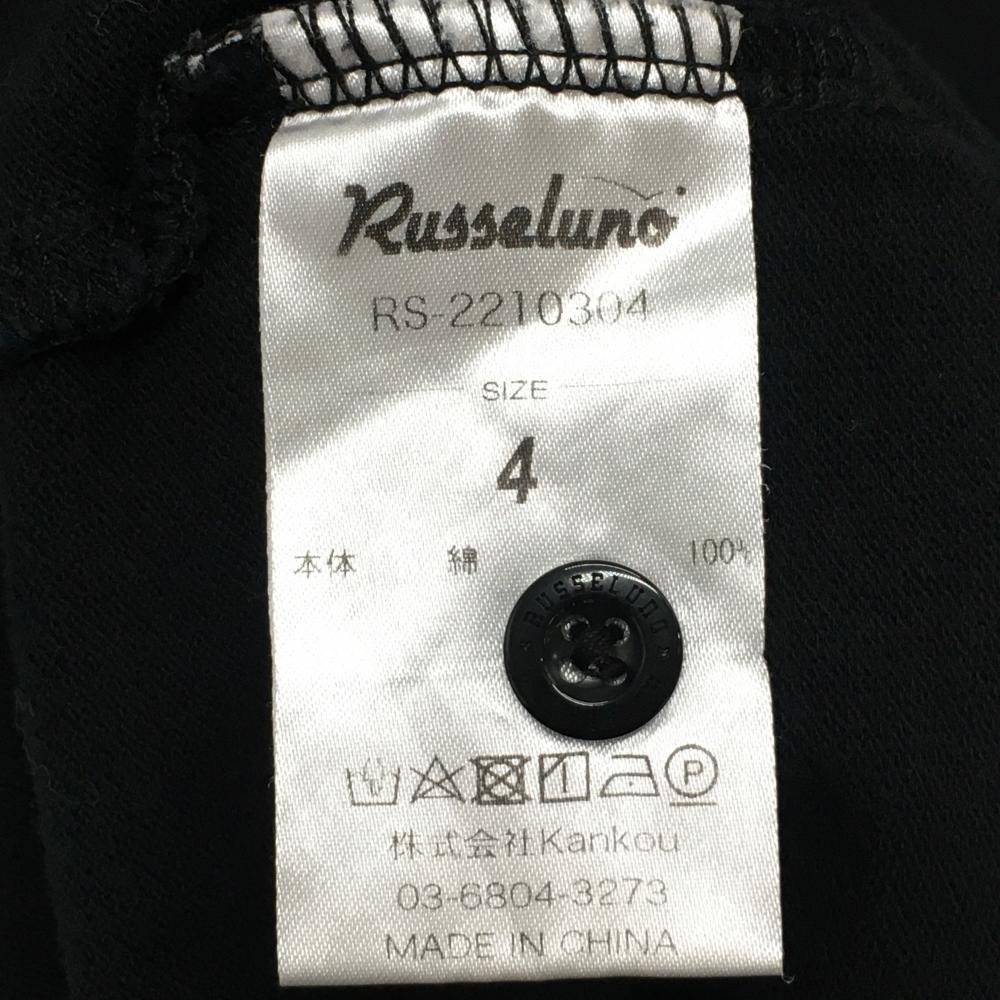 Russeluno
RS-2210304
SIZE
4
本体 綿 100%
RUSSELUNO
P
株式会社Kankou
03-6804-3273
MADE IN CHINA